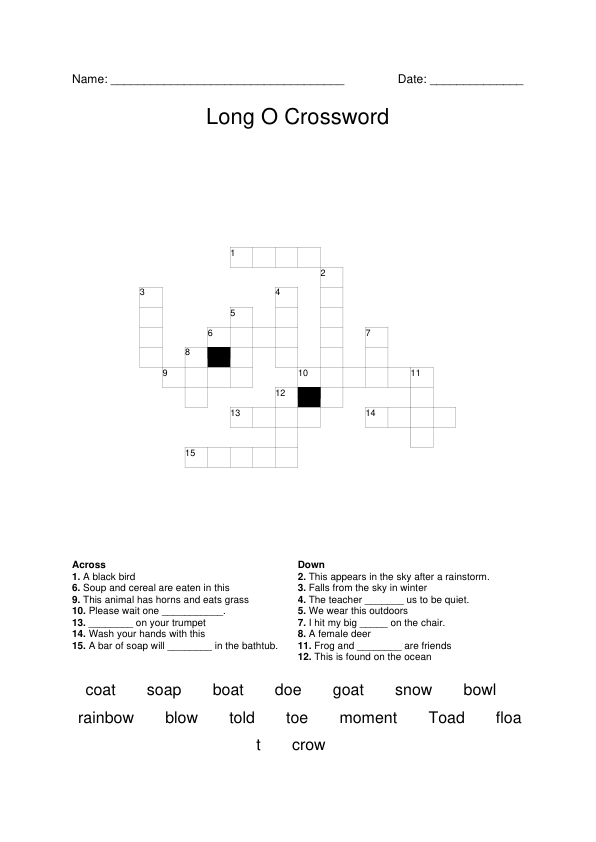 Name: ___________________________________ Date: ______________
Long O Crossword
1
2
3 4
5
6 7
8
9 10 11
12
13 14
15
Across
1. A black bird
6. Soup and cereal are eaten in this
9. This animal has horns and eats grass
10. Please wait one ___________.
13. ________ on your trumpet
14. Wash your hands with this
15. A bar of soap will ________ in the bathtub.
Down
2. This appears in the sky after a rainstorm.
3. Falls from the sky in winter
4. The teacher _______ us to be quiet.
5. We wear this outdoors
7. I hit my big _____ on the chair.
8. A female deer
11. Frog and ________ are friends
12. This is found on the ocean
coat soap boat doe goat snow bowl
rainbow blow told toe moment Toad floa
t crow